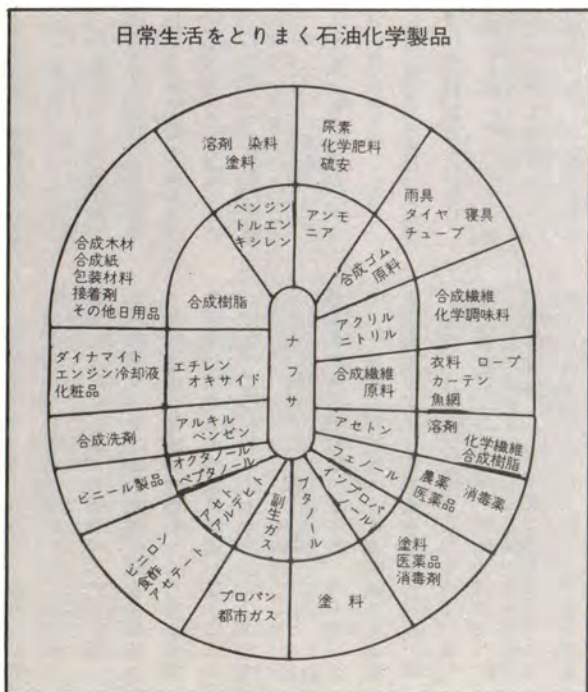 日常生活をとりまく石油化学製品
ナフサ
ベンジン
トルエン
キシレン
溶剤 染料
塗料
アンモ
ニア
尿素
化学肥料
硫安
合成ゴム
原料
雨具
タイヤ 寝具
チューブ
アクリル
ニトリル
合成繊維
化学調味料
合成繊維
原料
衣料 ロープ
カーテン
魚網
アセトン
溶剤
化学繊維
合成樹脂
フェノール
農薬 消毒薬
医薬品
イソプロパ
ノール
塗料
医薬品
消毒剤
ブタノール
塗料
副生ガス
プロパン
都市ガス
アセト
アルデヒト
ビニロン
食酢
アセテート
オクタノール
ペプタノール
ビニール製品
アルキル
ベンゼン
合成洗剤
エチレン
オキサイド
ダイナマイト
エンジン冷却液
化粧品
合成樹脂
合成木材
合成紙
包装材料
接着剤
その他日用品